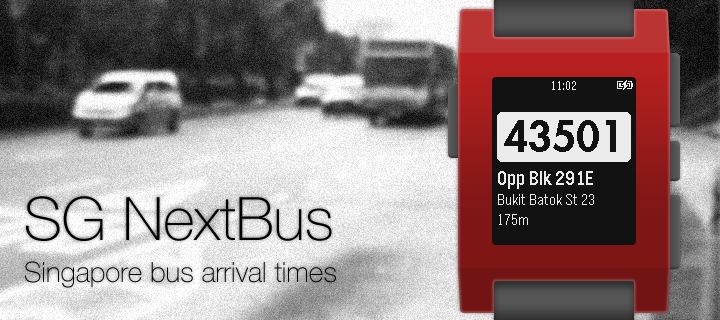 SG NextBus
Singapore bus arrival times
11:02
43501
Opp Blk 291E
Bukit Batok St 23
175m